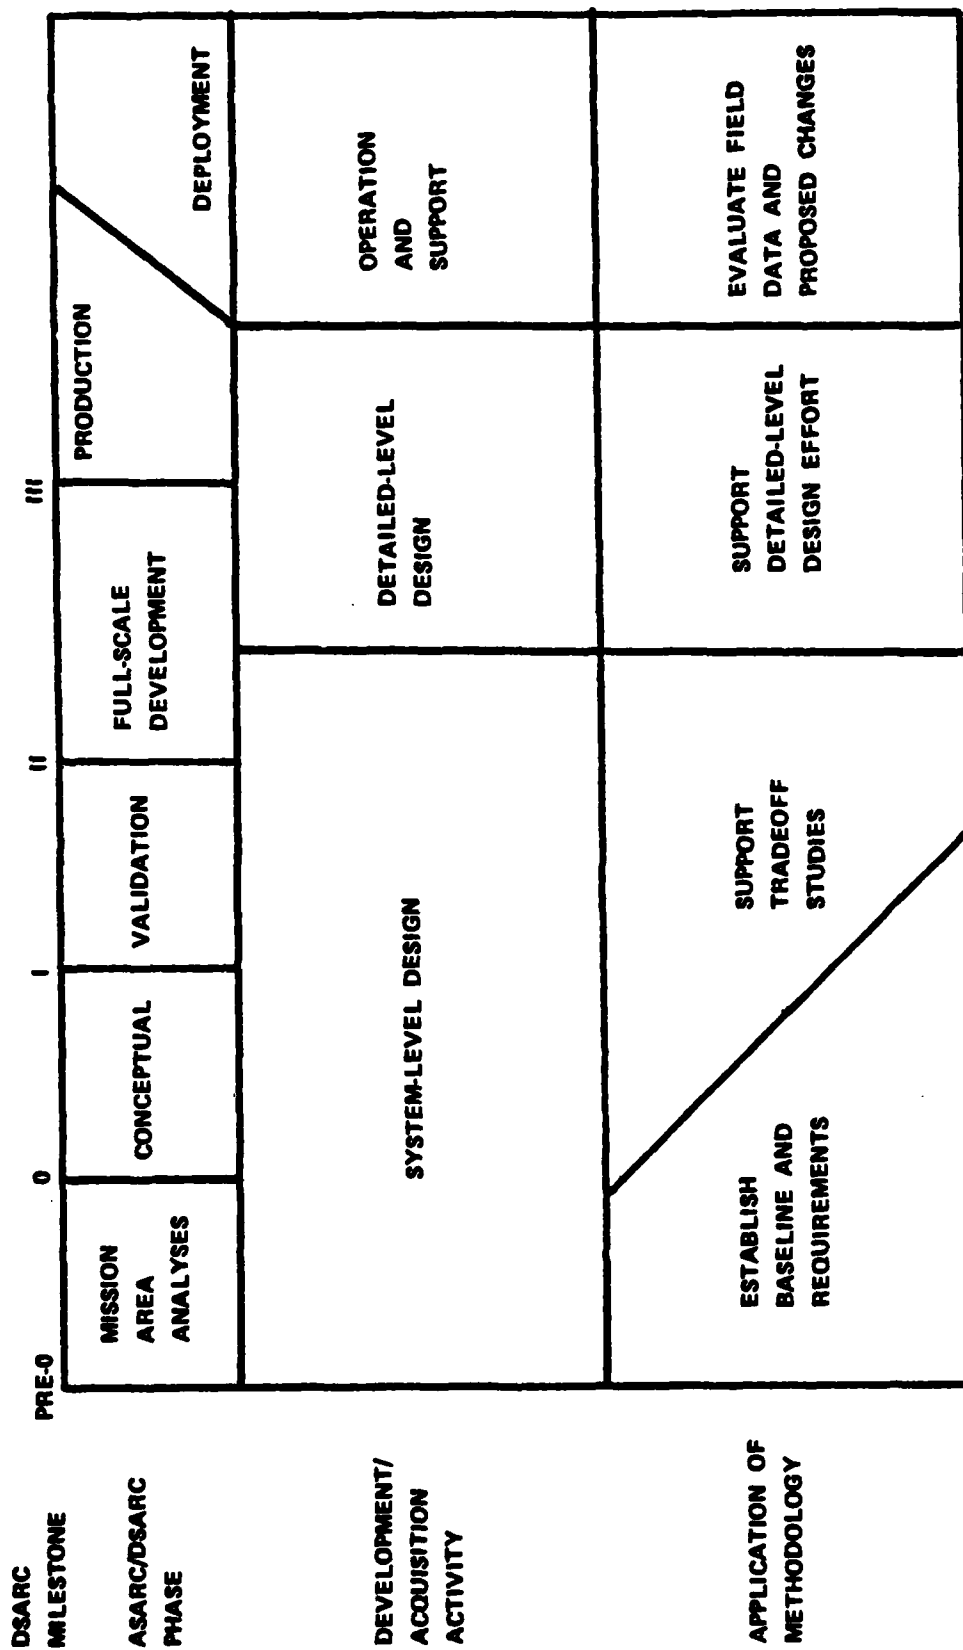 DSARC
MILESTONE
PRE-0
0
I
II
III
ASARC/DSARC
PHASE
MISSION
AREA
ANALYSES
CONCEPTUAL
VALIDATION
FULL-SCALE
DEVELOPMENT
PRODUCTION
DEPLOYMENT
DEVELOPMENT/
ACQUISITION
ACTIVITY
SYSTEM-LEVEL DESIGN
DETAILED-LEVEL
DESIGN
OPERATION
AND
SUPPORT
APPLICATION OF
METHODOLOGY
ESTABLISH
BASELINE AND
REQUIREMENTS
SUPPORT
TRADEOFF
STUDIES
SUPPORT
DETAILED-LEVEL
DESIGN EFFORT
EVALUATE FIELD
DATA AND
PROPOSED CHANGES